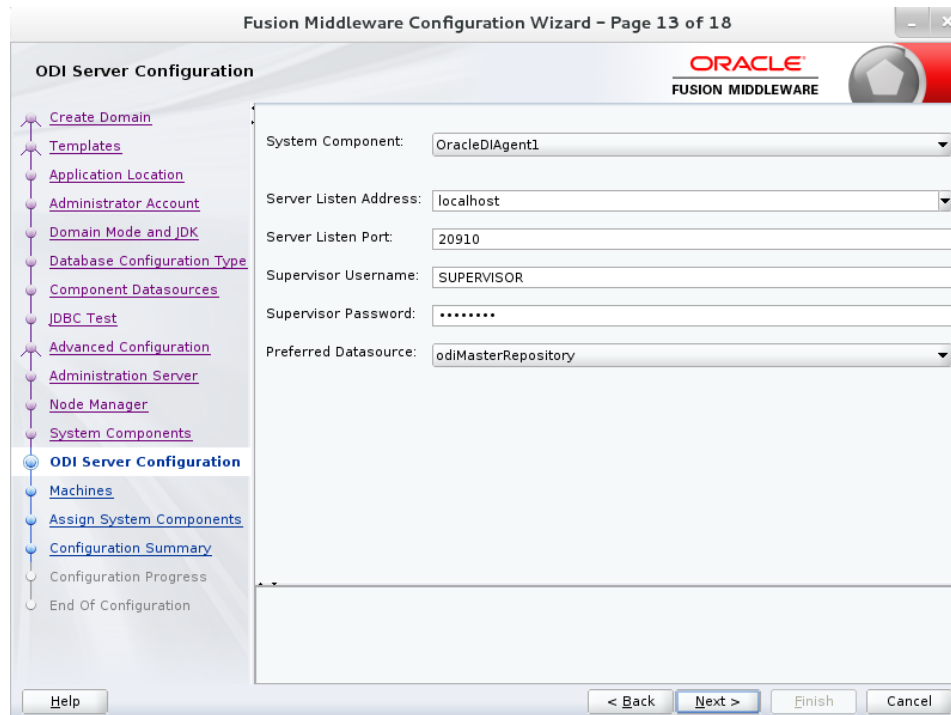 Fusion Middleware Configuration Wizard – Page 13 of 18
ODI Server Configuration
ORACLE
FUSION MIDDLEWARE
Create Domain
Templates
Application Location
Administrator Account
Domain Mode and JDK
Database Configuration Type
Component Datasources
JDBC Test
Advanced Configuration
Administration Server
Node Manager
System Components
ODI Server Configuration
Machines
Assign System Components
Configuration Summary
Configuration Progress
End Of Configuration
System Component: OracleDIAgent1
Server Listen Address: localhost
Server Listen Port: 20910
Supervisor Username: SUPERVISOR
Supervisor Password: ••••••••
Preferred Datasource: odiMasterRepository
Help
< Back Next > Finish Cancel